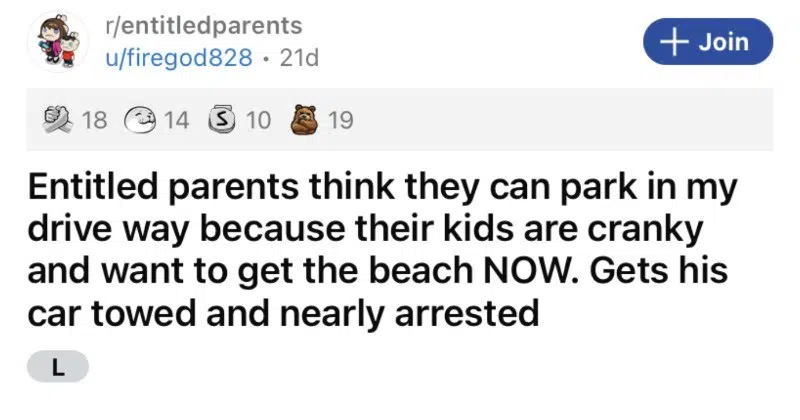 r/entitledparents
u/firegod828 • 21d
+ Join
18 14 S 10 19
Entitled parents think they can park in my
drive way because their kids are cranky
and want to get the beach NOW. Gets his
car towed and nearly arrested
L